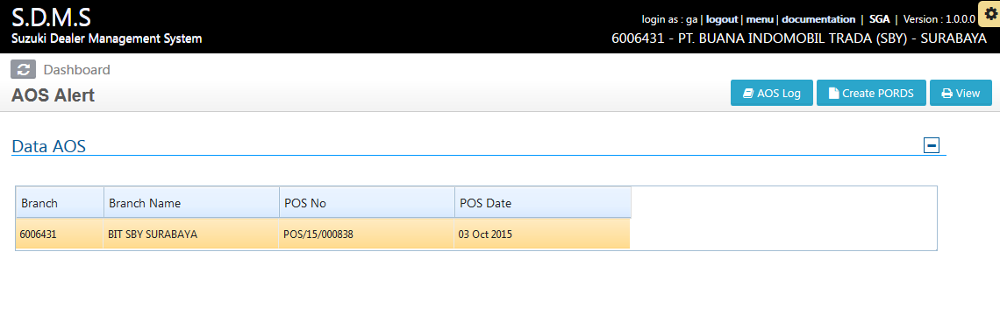 S.D.M.S
Suzuki Dealer Management System
login as : ga | logout | menu | documentation | SGA | Version : 1.0.0.0
6006431 - PT. BUANA INDOMOBIL TRADA (SBY) - SURABAYA
Dashboard
AOS Alert
AOS Log Create PORDS View
Data AOS
Branch Branch Name POS No POS Date
6006431 BIT SBY SURABAYA POS/15/000838 03 Oct 2015